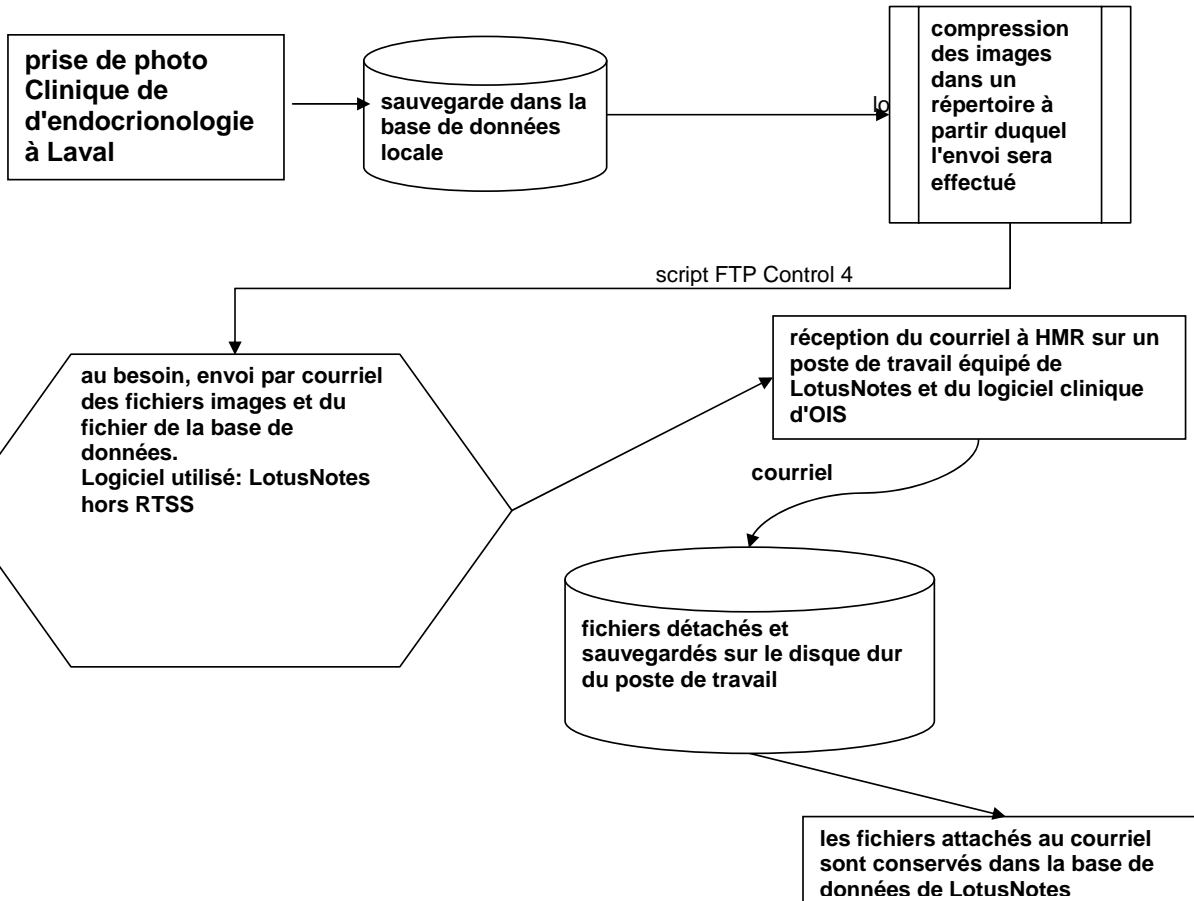 prise de photo
Clinique de
d'endocrionologie
à Laval
sauvegarde dans la
base de données
locale
lo
compression
des images
dans un
répertoire à
partir duquel
l'envoi sera
effectué
script FTP Control 4
au besoin, envoi par courriel
des fichiers images et du
fichier de la base de
données.
Logiciel utilisé: LotusNotes
hors RTSS
réception du courriel à HMR sur un
poste de travail équipé de
LotusNotes et du logiciel clinique
d'OIS
courriel
fichiers détachés et
sauvegardés sur le disque dur
du poste de travail
les fichiers attachés au courriel
sont conservés dans la base de
données de LotusNotes